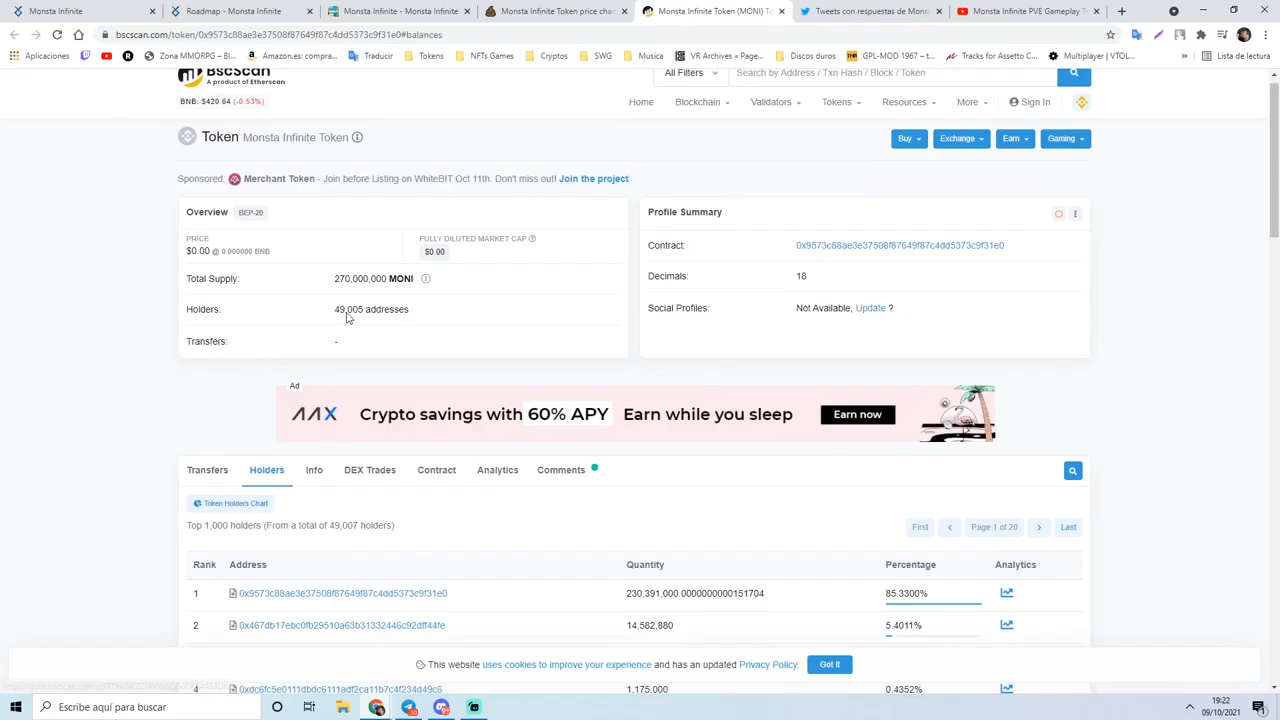 Monsta Infinite
Roadmap - Monsta Infinite
Addresses - Monsta Infinite
Monsta Infinite Token price char
Monsta Infinite (MONI) Token T
Tweets con respuestas de Monst
Monsta Infinite PVE Gameplay T
bscscan.com/token/0x9573c88ae3e37508f87649f87c4dd5373c9f31e0#balances
Aplicaciones
Zona MMORPG – Bl...
Amazon.es: compra...
Traducir
Tokens
NFTs Games
Cryptos
SWG
Musica
VR Archives « Page...
Discos duros
GPL-MOD 1967 – t...
Tracks for Assetto C...
Multiplayer | VTOL...
Lista de lectura
BscScan
A product of Etherscan
All Filters
Search by Address / Txn Hash / Block / Token
BNB: $420.64 (-0.53%)
Home
Blockchain
Validators
Tokens
Resources
More
Sign In
Token Monsta Infinite Token
Buy
Exchange
Earn
Gaming
Sponsored: Merchant Token - Join before Listing on WhiteBIT Oct 11th. Don't miss out! Join the project
Overview BEP-20
PRICE
$0.00 @ 0.000000 BNB
FULLY DILUTED MARKET CAP
$0.00
Total Supply: 270,000,000 MONI
Holders: 49,005 addresses
Transfers: -
Profile Summary
Contract: 0x9573c88ae3e37508f87649f87c4dd5373c9f31e0
Decimals: 18
Social Profiles: Not Available, Update ?
Ad
AAX Crypto savings with 60% APY Earn while you sleep Earn now
Transfers
Holders
Info
DEX Trades
Contract
Analytics
Comments
Token Holders Chart
Top 1,000 holders (From a total of 49,007 holders)
First
Page 1 of 20
Last
Rank Address Quantity Percentage Analytics
1 0x9573c88ae3e37508f87649f87c4dd5373c9f31e0 230,391,000.0000000000151704 85.3300%
2 0x467db17ebc0fb29510a63b31332446c92dff44fe 14,582,880 5.4011%
This website uses cookies to improve your experience and has an updated Privacy Policy. Got It
4 0xdc6fc5e0111dbdc6111adf2ca11b7c4f234d49c6 1,175,000 0.4352%
Escribe aquí para buscar
19:22
09/10/2021